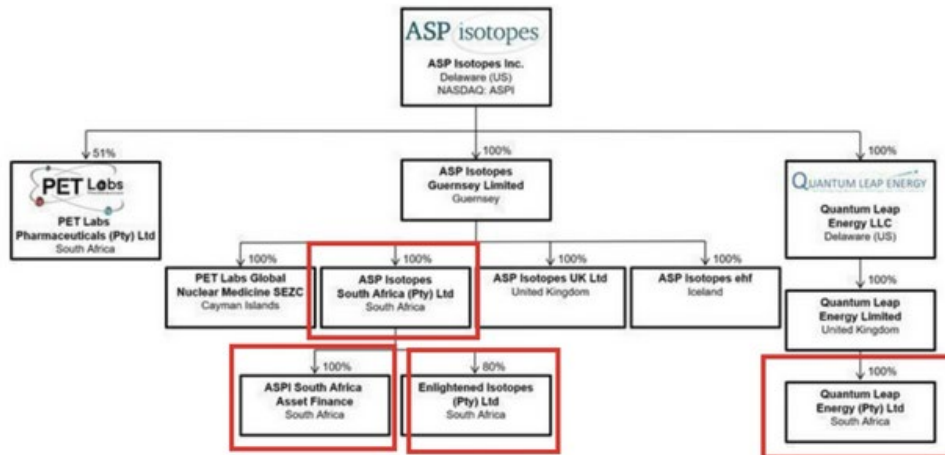 ASP isotopes
ASP Isotopes Inc.
Delaware (US)
NASDAQ: ASPI
51%
PET Labs
PET Labs
Pharmaceuticals (Pty) Ltd
South Africa
100%
ASP Isotopes
Guernsey Limited
Guernsey
100%
QUANTUM LEAP ENERGY
Quantum Leap
Energy LLC
Delaware (US)
100%
PET Labs Global
Nuclear Medicine SEZC
Cayman Islands
100%
ASP Isotopes
South Africa (Pty) Ltd
South Africa
100%
ASP Isotopes UK Ltd
United Kingdom
100%
ASP Isotopes ehf
Iceland
100%
Quantum Leap
Energy Limited
United Kingdom
100%
ASPI South Africa
Asset Finance
South Africa
80%
Enlightened Isotopes
(Pty) Ltd
South Africa
100%
Quantum Leap
Energy (Pty) Ltd
South Africa